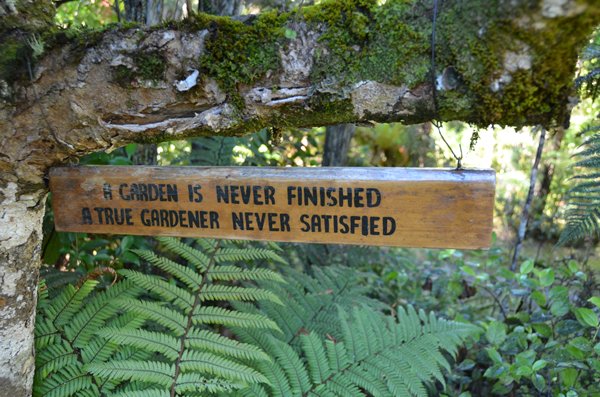 A GARDEN IS NEVER FINISHED
A TRUE GARDENER NEVER SATISFIED